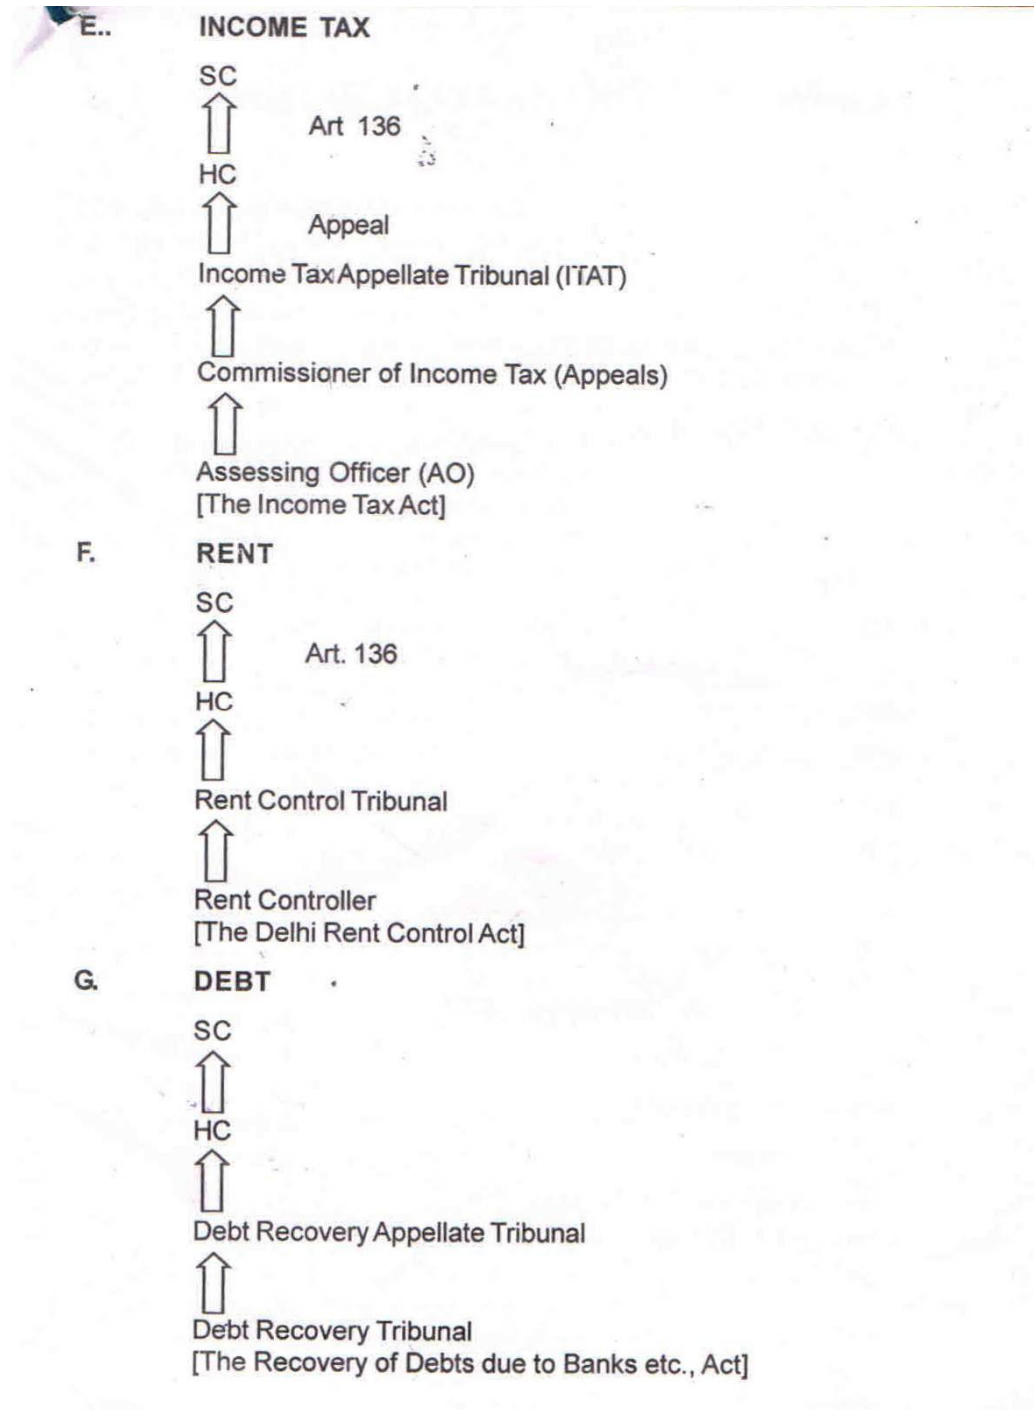 E.. INCOME TAX
SC
Art 136
HC
Appeal
Income Tax Appellate Tribunal (ITAT)
Commissioner of Income Tax (Appeals)
Assessing Officer (AO)
[The Income Tax Act]
F. RENT
SC
Art. 136
HC
Rent Control Tribunal
Rent Controller
[The Delhi Rent Control Act]
G. DEBT
SC
HC
Debt Recovery Appellate Tribunal
Debt Recovery Tribunal
[The Recovery of Debts due to Banks etc., Act]